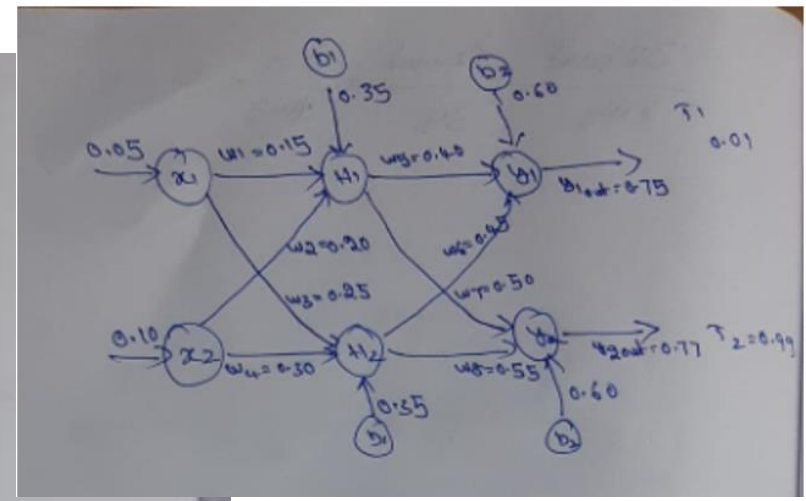 b1
b2
0.35
0.60
T1
0.01
0.05
x1
w1=0.15
H1
w5=0.40
y1
y1out=0.75
w2=0.20
w6=0.45
w3=0.25
w7=0.50
0.10
x2
w4=0.30
H2
w8=0.55
y2
y2out=0.77
T2=0.99
0.35
0.60
b1
b2